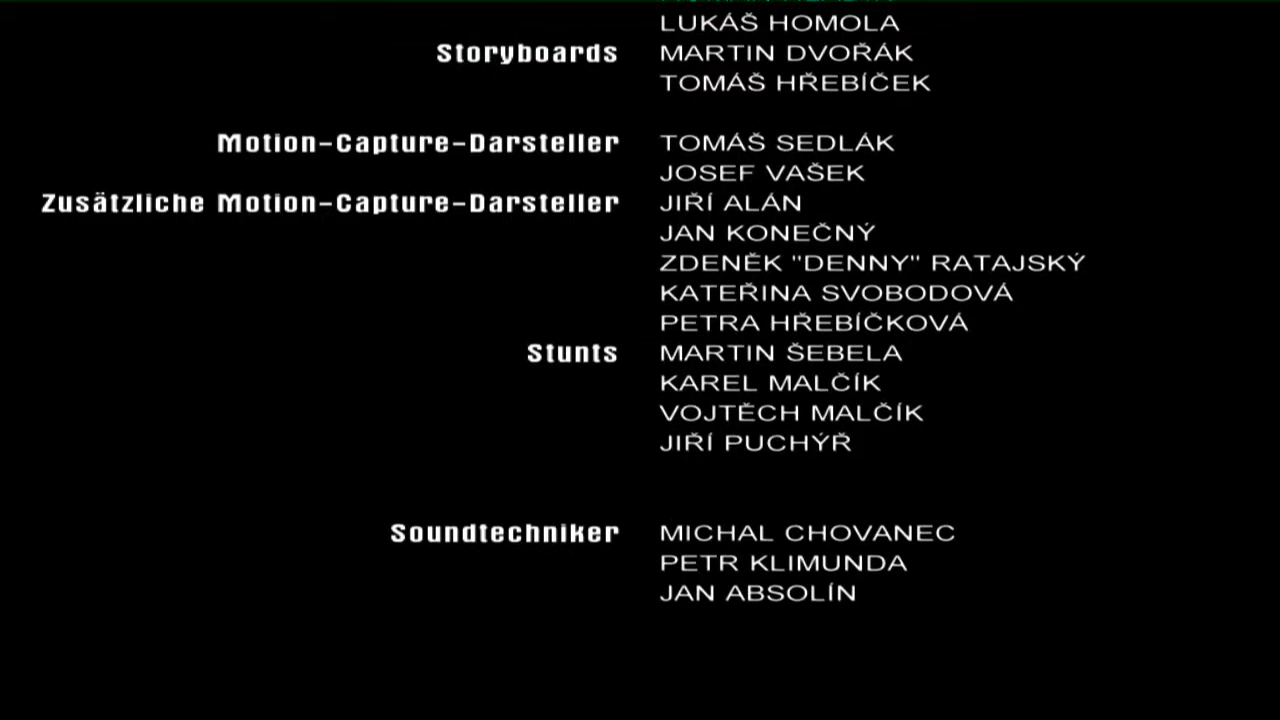 LUKÁŠ HOMOLA
Storyboards MARTIN DVOŘÁK
TOMÁŠ HŘEBÍČEK
Motion-Capture-Darsteller TOMÁŠ SEDLÁK
JOSEF VAŠEK
Zusätzliche Motion-Capture-Darsteller JIŘÍ ALÁN
JAN KONEČNÝ
ZDENĚK "DENNY" RATAJSKÝ
KATEŘINA SVOBODOVÁ
PETRA HŘEBÍČKOVÁ
Stunts MARTIN ŠEBELA
KAREL MALČÍK
VOJTĚCH MALČÍK
JIŘÍ PUCHÝŘ
Soundtechniker MICHAL CHOVANEC
PETR KLIMUNDA
JAN ABSOLÍN